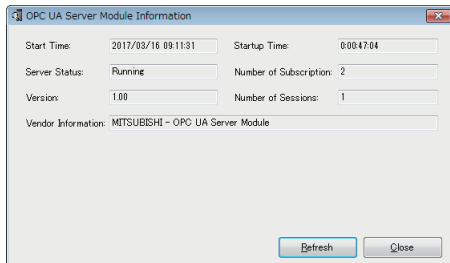 OPC UA Server Module Information
Start Time: 2017/03/16 09:11:31 Startup Time: 0:00:47:04
Server Status: Running Number of Subscription: 2
Version: 1.00 Number of Sessions: 1
Vendor Information: MITSUBISHI - OPC UA Server Module
Refresh Close